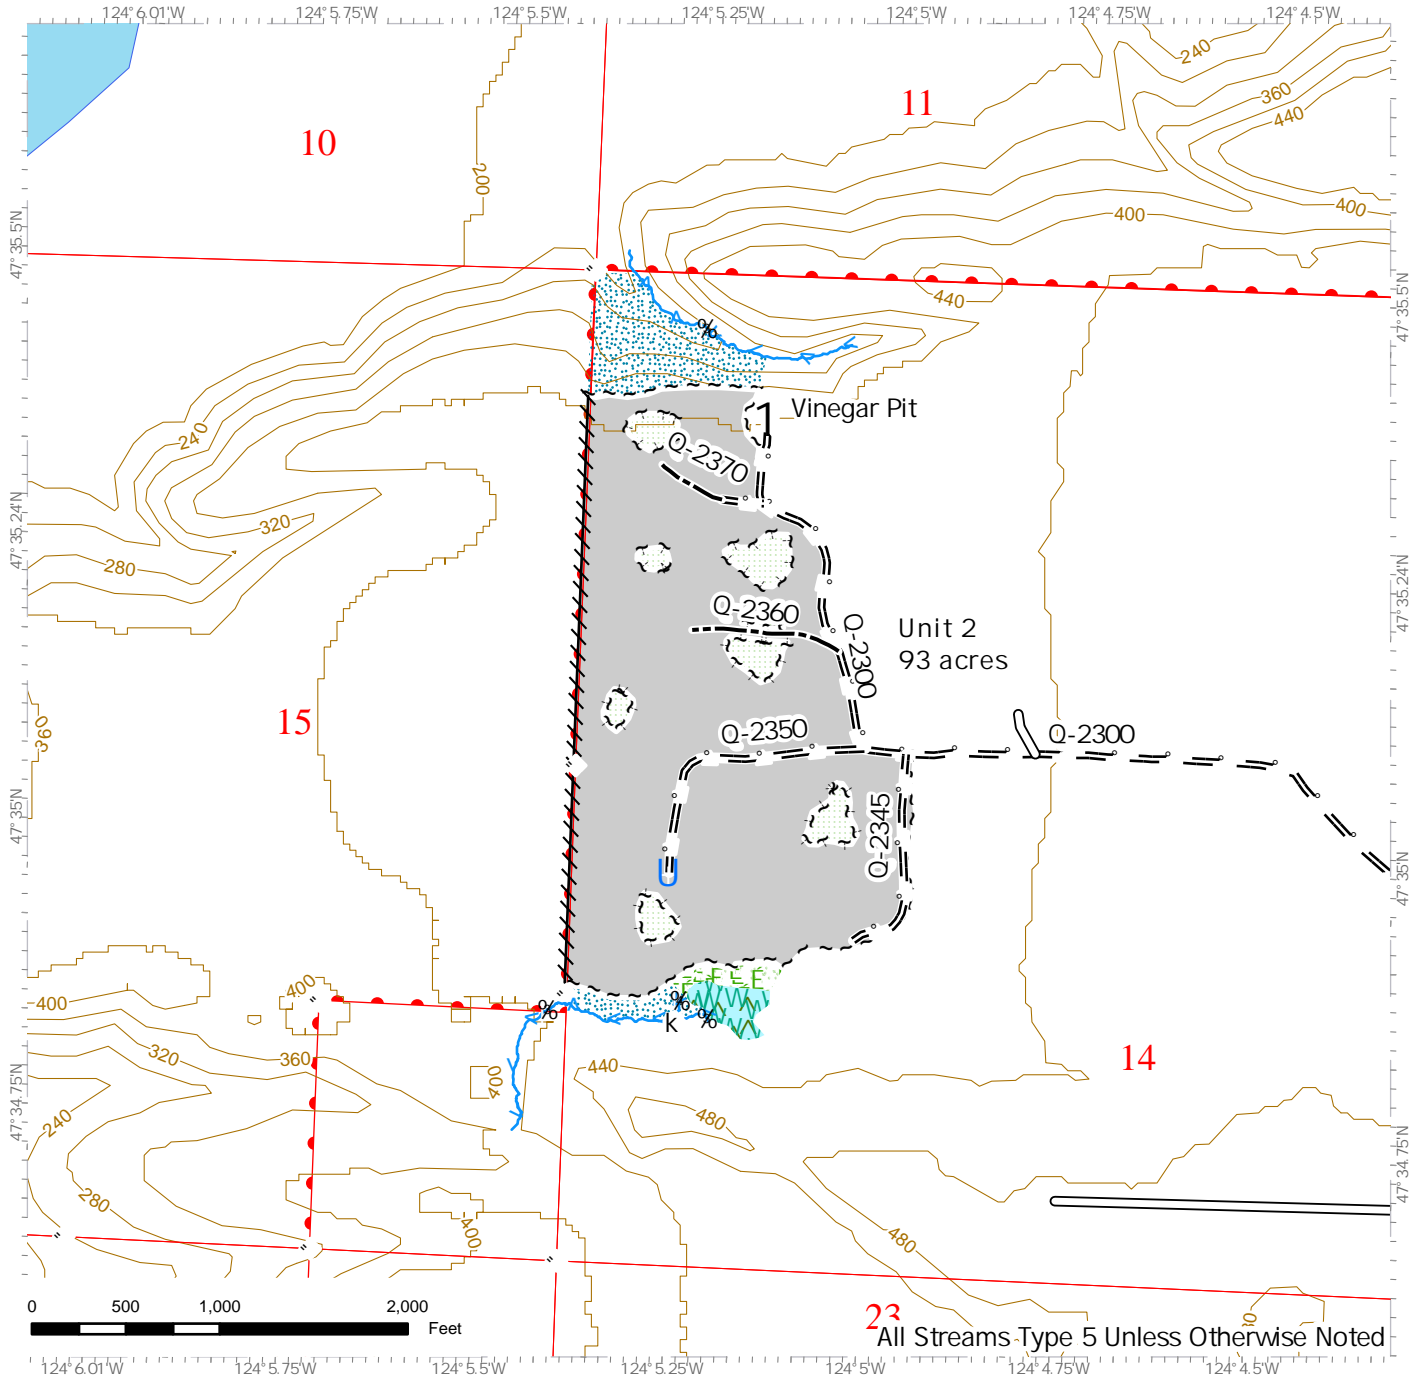 124°6.01'W 124°5.75'W 124°5.5'W 124°5.25'W 124°5'W 124°4.75'W 124°4.5'W
240
11
360
10
440
200
400
400
47°35.5'N
47°35.5'N
440
%
Vinegar Pit
240
Q-2370
320
47°35.24'N
280
47°35.24'N
Q-2360
Unit 2
Q-2300
93 acres
360
15
Q-2350
Q-2300
47°35'N
Q-2345
47°35'N
U
E E E
400
400
%
%
%
k
320
360
440
14
400
47°34.75'N
240
480
47°34.75'N
280
400
480
0 500 1,000 2,000
Feet
23
All Streams Type 5 Unless Otherwise Noted
124°6.01'W 124°5.75'W 124°5.5'W 124°5.25'W 124°5'W 124°4.75'W 124°4.5'W